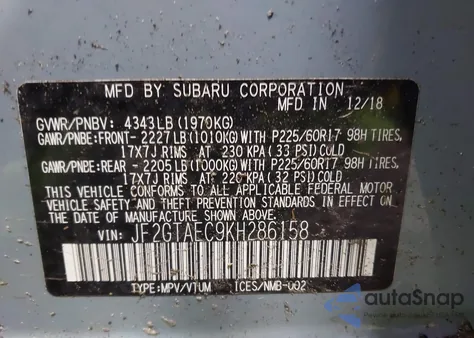 MFD BY SUBARU CORPORATION
12/18
GVWR/PNBV: 4343LB(1970KG)
GAWR/PNBE:FRONT- 2227LB(1010KG)WITH P225/60R17 98H TIRES,
17X7J RIMS AT 230 KPA(33 PSI)COLD
GAWR/PNBE:REAR - 2205LB(1000KG)WITH P225/60R17 98H TIRES,
17X7J RIMS AT 220 KPA(32 PSI)COLD
THIS VEHICLE CONFORMS TO ALL APPLICABLE FEDERAL MOTOR
VEHICLE SAFETY AND THEFT PREVENTION STANDARDS IN EFFECT
ON THE DATE OF MANUFACTURE SHOWN ABOVE.
VIN: JF2GTAEC9KH286158
TYPE:MPV/VTUM ICES/NMB-002
autoSnap